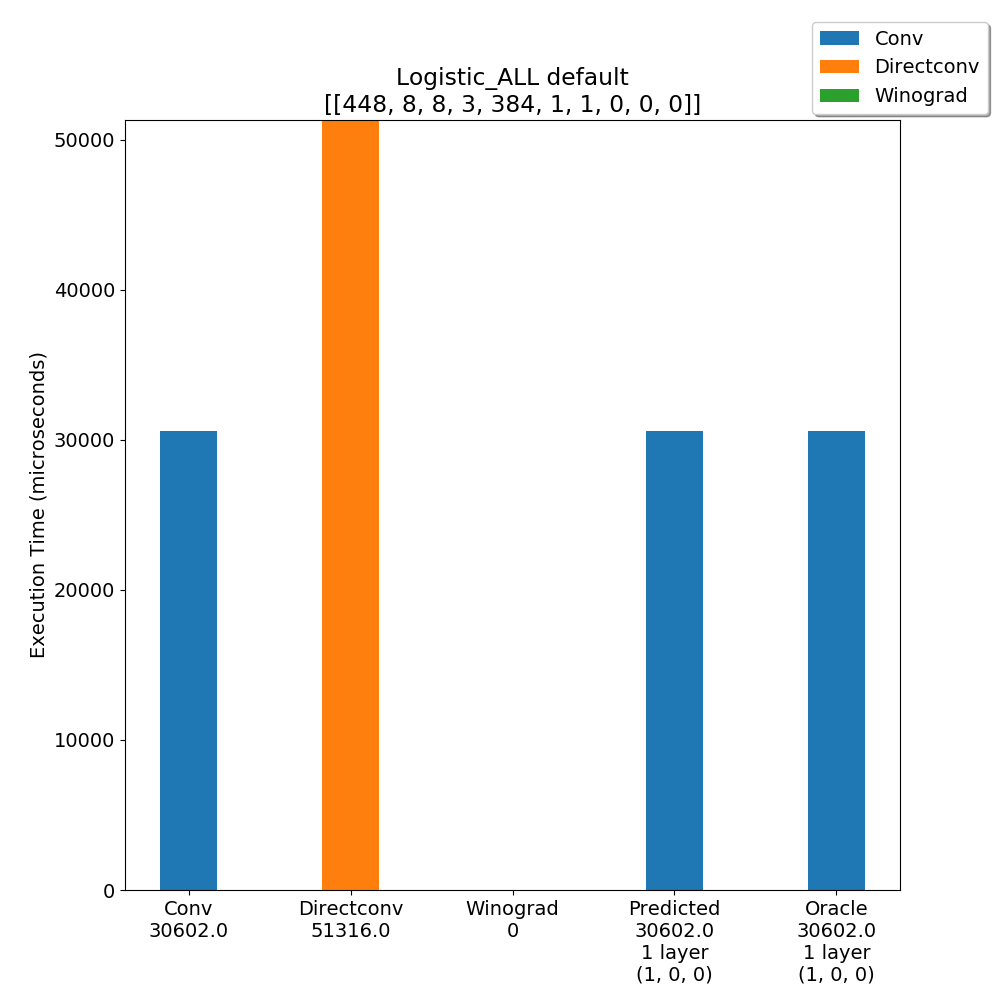 Conv
Directconv
Winograd
Logistic_ALL default
[[448, 8, 8, 3, 384, 1, 1, 0, 0, 0]]
Execution Time (microseconds)
50000
40000
30000
20000
10000
0
Conv
30602.0
Directconv
51316.0
Winograd
0
Predicted
30602.0
1 layer
(1, 0, 0)
Oracle
30602.0
1 layer
(1, 0, 0)